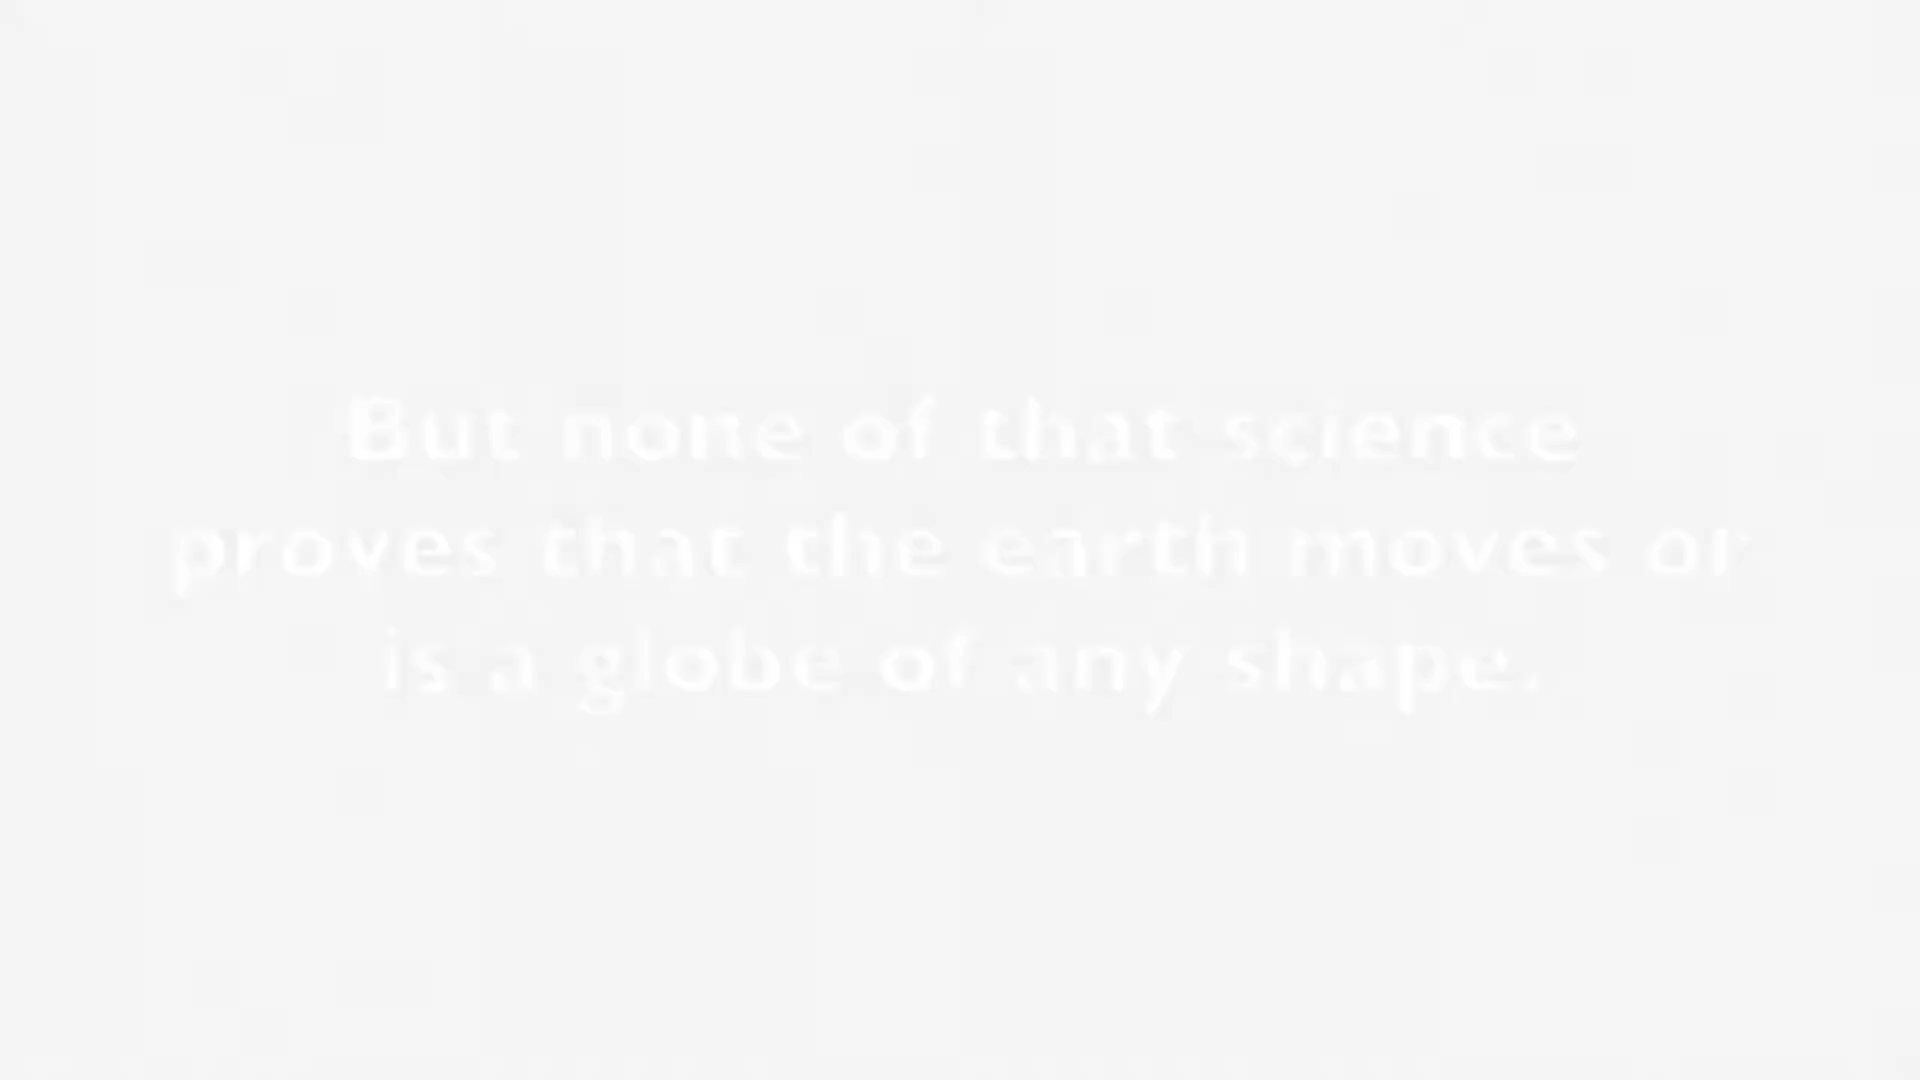 But none of that science
proves that the earth moves or
is a globe of any shape.